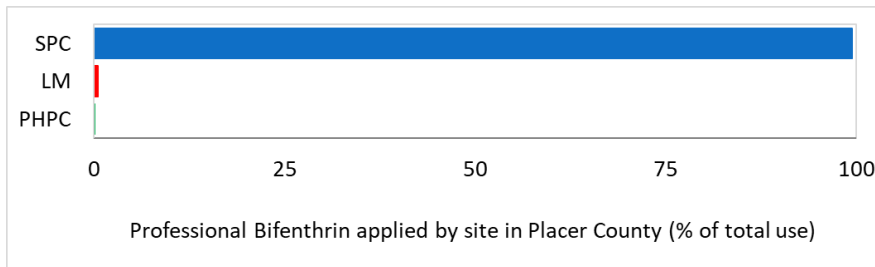 SPC
LM
PHPC
0 25 50 75 100
Professional Bifenthrin applied by site in Placer County (% of total use)